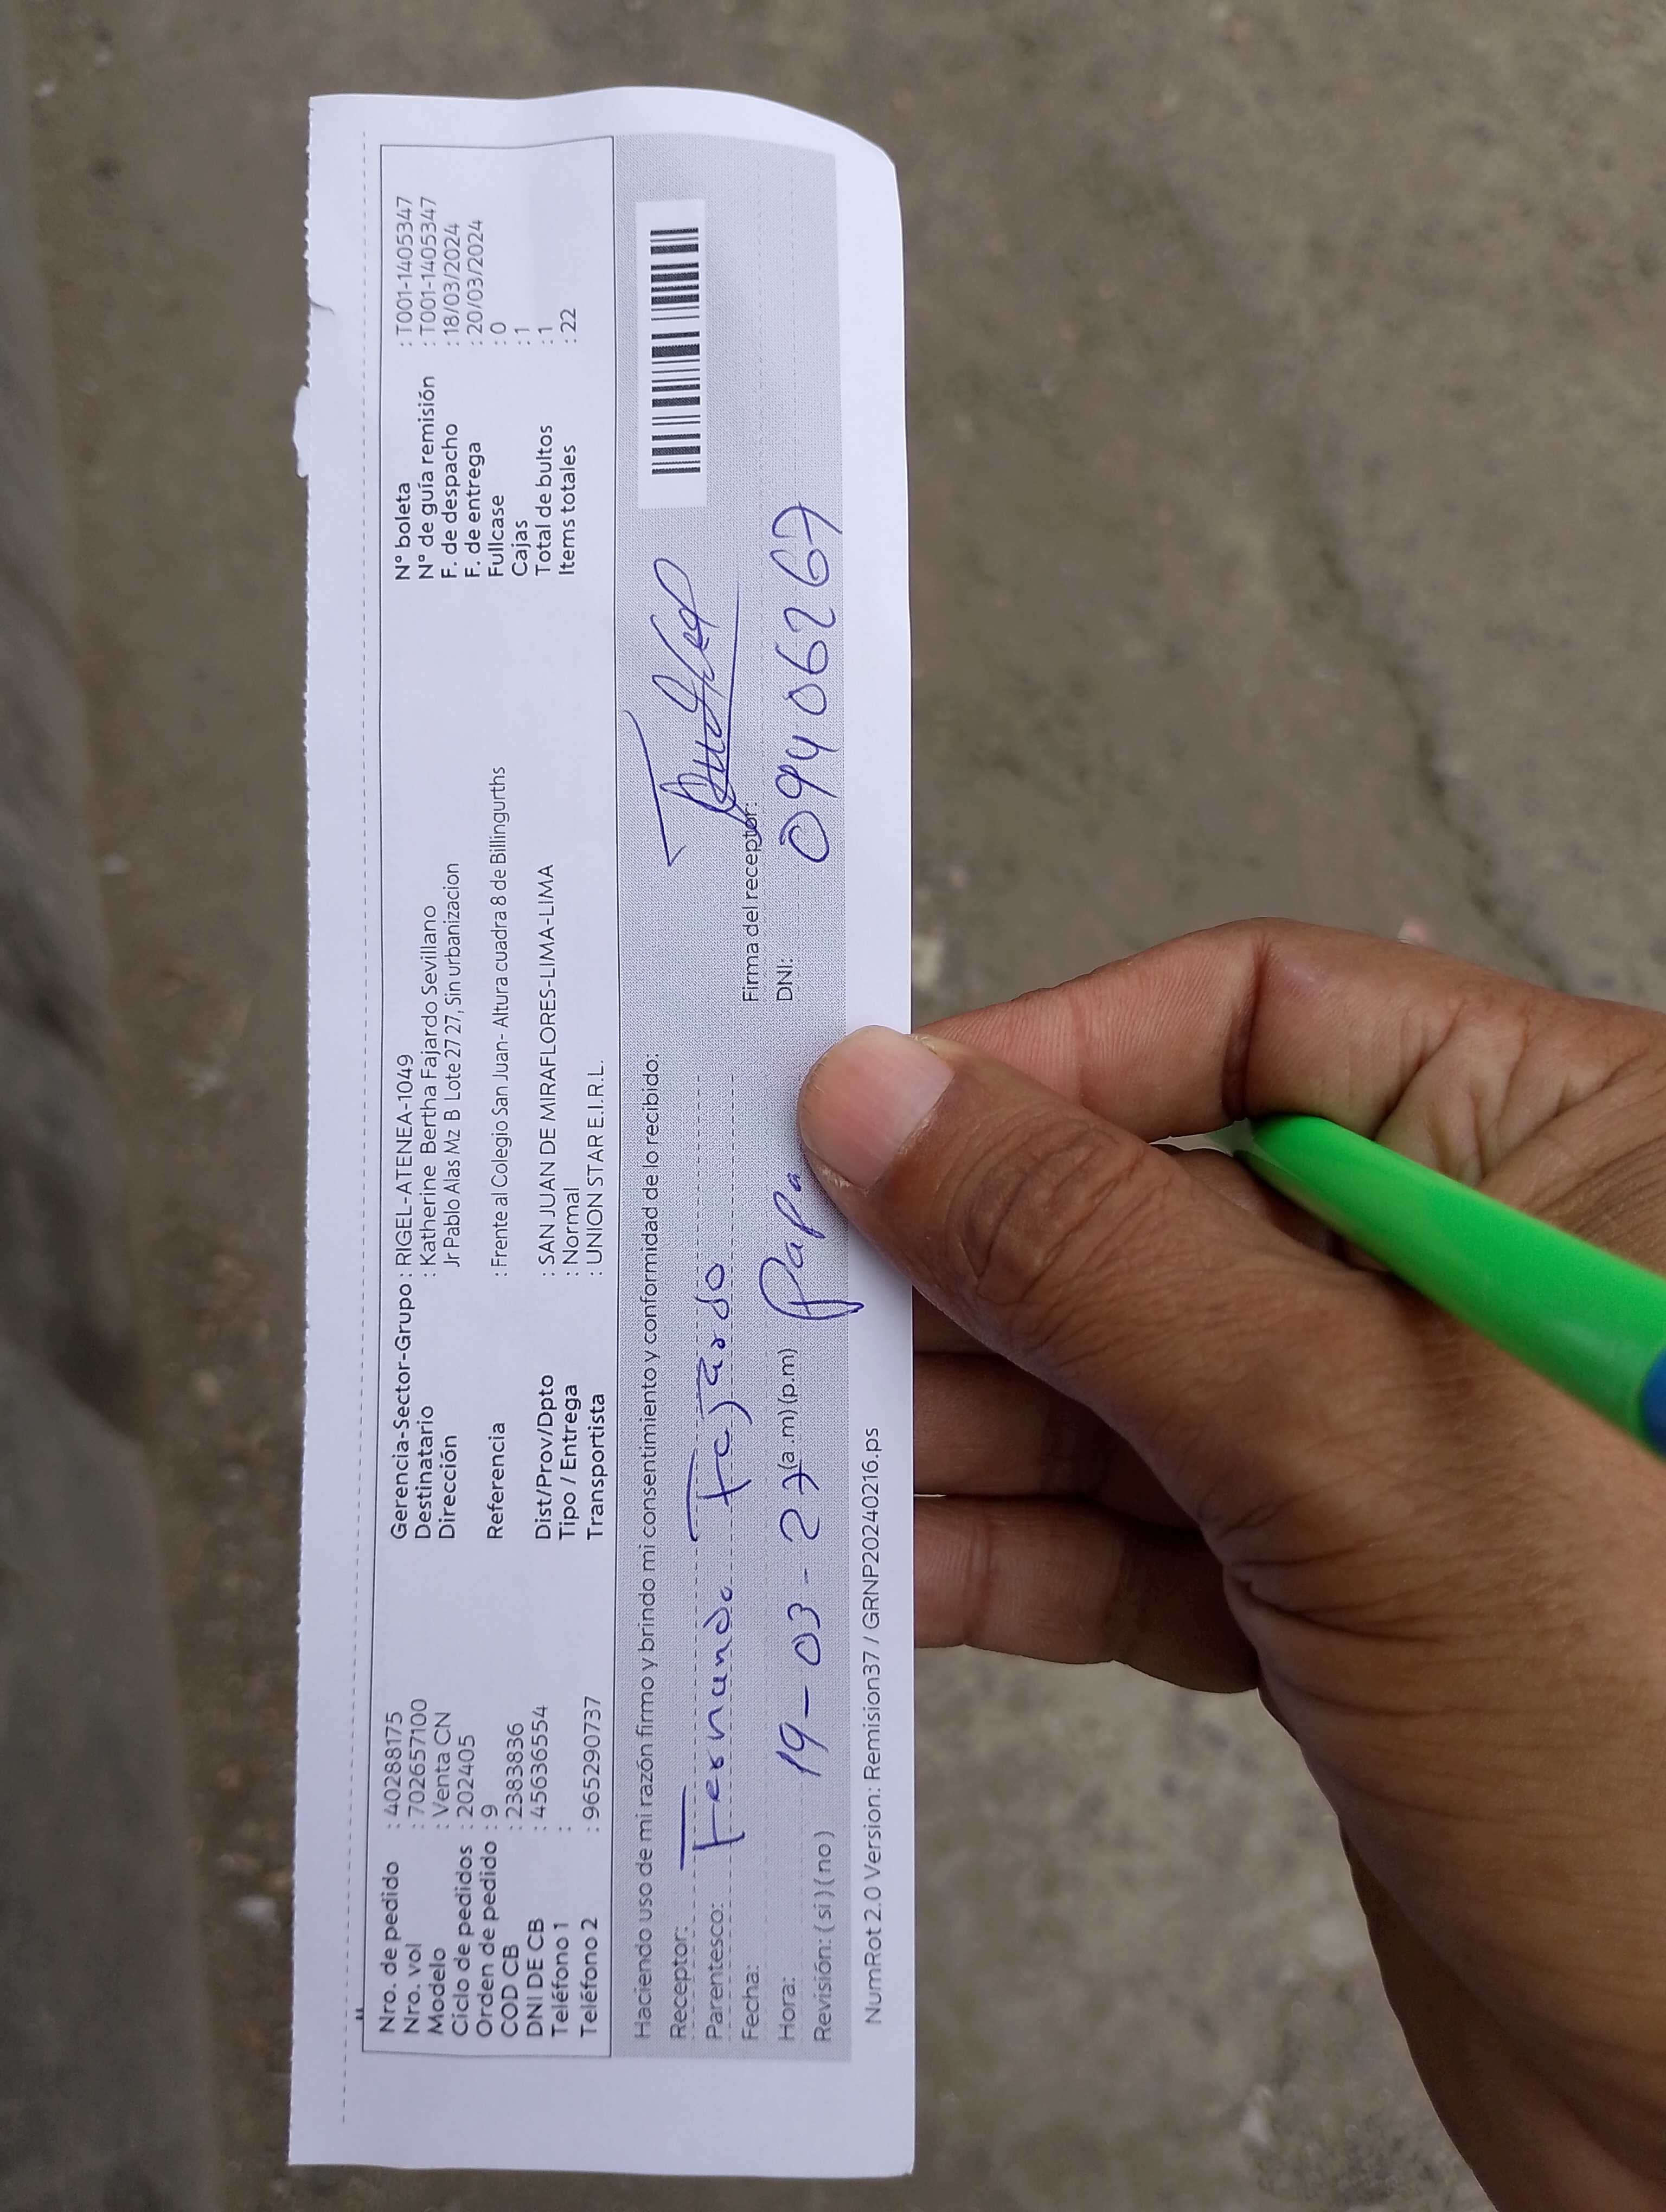 Nro. de pedido : 40288175
Nro. vol : 702657100
Modelo : Venta CN
Ciclo de pedidos : 202405
Orden de pedido : 9
COD CB : 2383836
DNI DE CB : 45636554
Teléfono 1 :
Teléfono 2 : 965290737
Gerencia-Sector-Grupo : RIGEL-ATENEA-1049
Destinatario : Katherine Bertha Fajardo Sevillano
Dirección Jr Pablo Alas Mz B Lote 27 27, Sin urbanizacion
Referencia : Frente al Colegio San Juan- Altura cuadra 8 de Billingurths
Dist/Prov/Dpto : SAN JUAN DE MIRAFLORES-LIMA-LIMA
Tipo / Entrega : Normal
Transportista : UNION STAR E.I.R.L.
N° boleta : T001-1405347
N° de guía remisión : T001-1405347
F. de despacho : 18/03/2024
F. de entrega : 20/03/2024
Fullcase : 0
Cajas : 1
Total de bultos : 1
Items totales : 22
Haciendo uso de mi razón firmo y brindo mi consentimiento y conformidad de lo recibido:
Receptor:
Parentesco: Fernando Fajardo
Fecha:
Hora: 19-03-27 (a.m) (p.m) Papa
Revisión: (si) (no)
Firma del receptor:
DNI: 09406267
NumRot 2.0 Version: Remision37 / GRNP20240216.ps